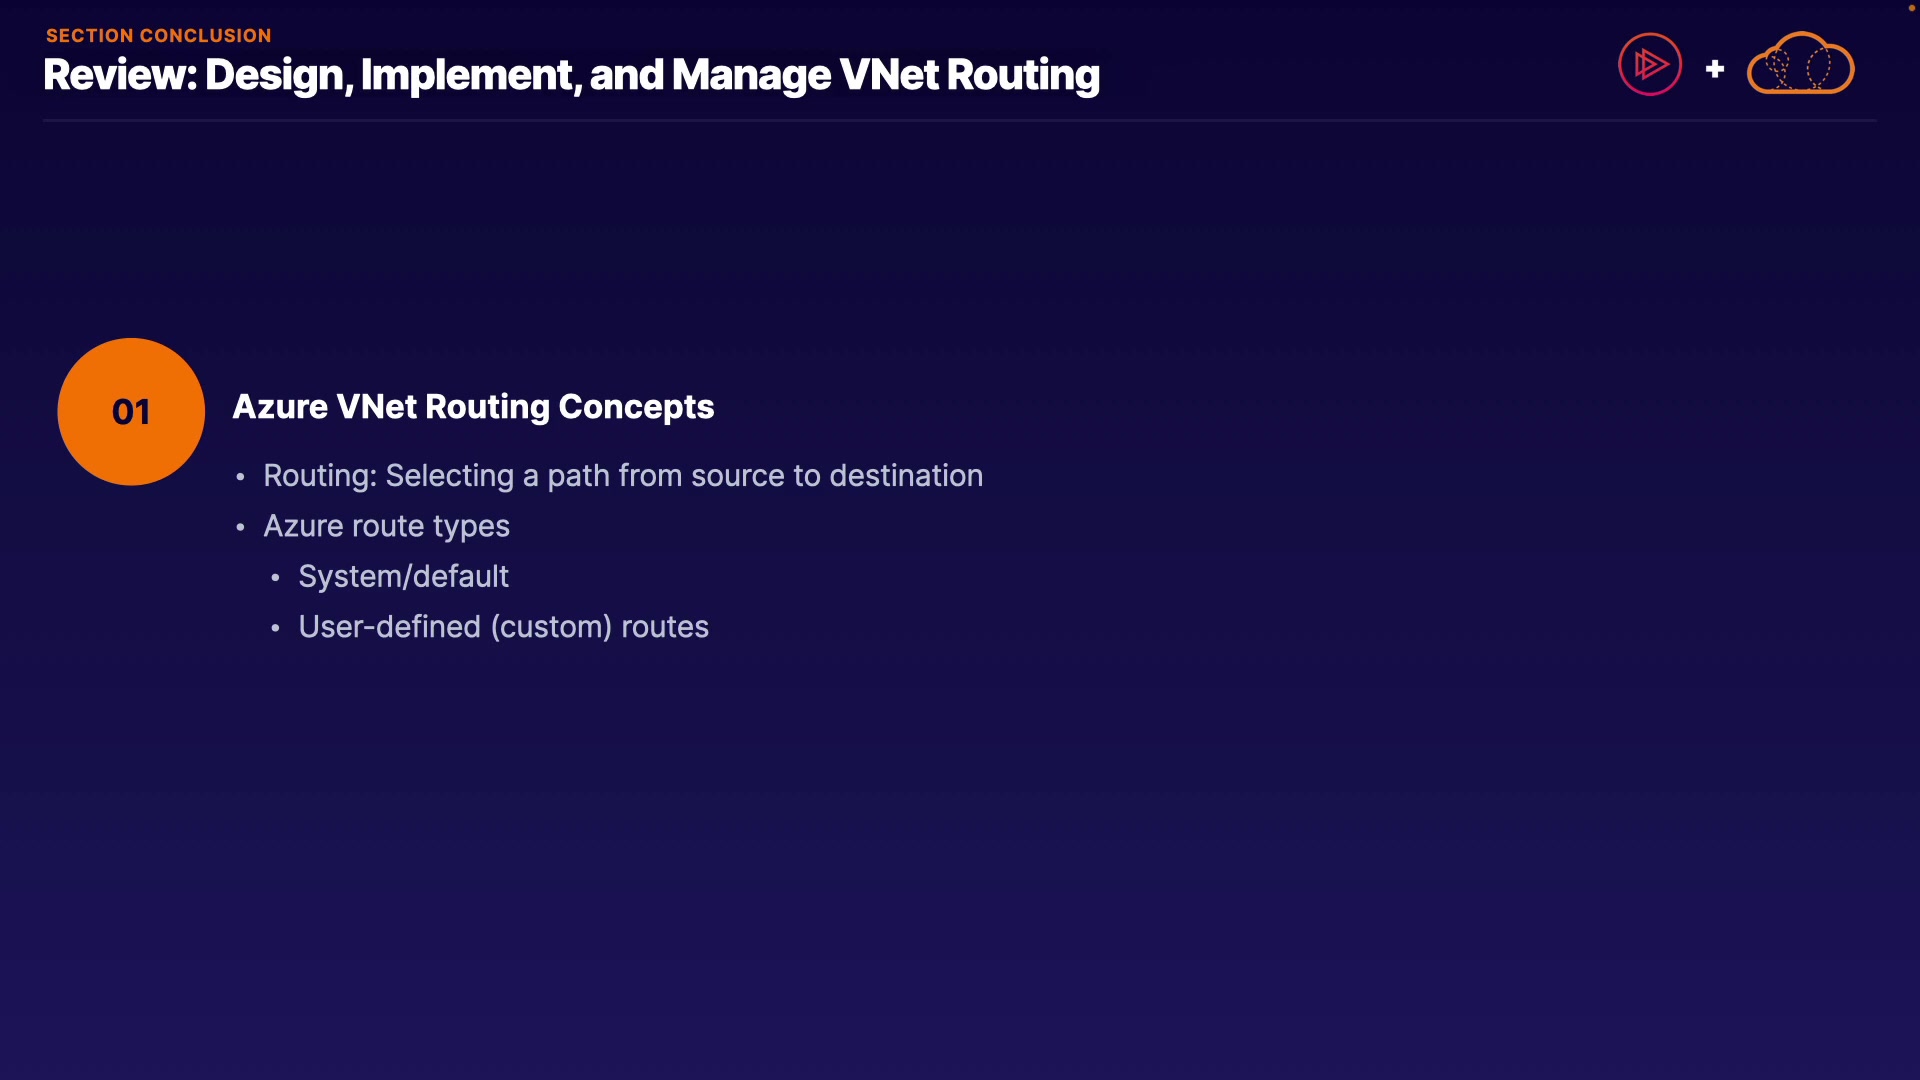 SECTION CONCLUSION
Review: Design, Implement, and Manage VNet Routing
+
01
Azure VNet Routing Concepts
• Routing: Selecting a path from source to destination
• Azure route types
• System/default
• User-defined (custom) routes